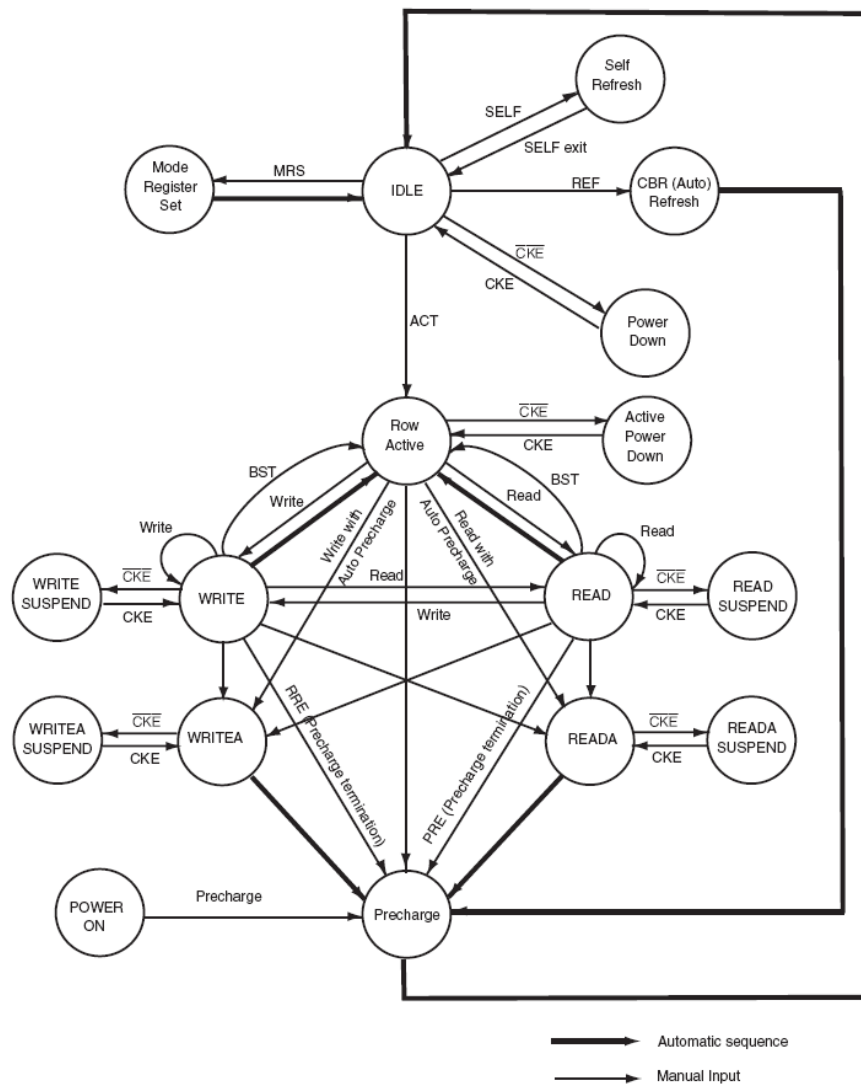 Self
Refresh
SELF
SELF exit
Mode
Register
Set
MRS
IDLE
REF
CBR (Auto)
Refresh
CKE
CKE
Power
Down
ACT
Row
Active
CKE
CKE
Active
Power
Down
BST
Write
Write with
Auto Precharge
Read with
Auto Precharge
Read
BST
Write
Read
WRITE
SUSPEND
CKE
CKE
WRITE
Read
Write
READ
CKE
CKE
READ
SUSPEND
WRITEA
SUSPEND
CKE
CKE
WRITEA
RRE (Precharge termination)
PRE (Precharge termination)
READA
CKE
CKE
READA
SUSPEND
POWER
ON
Precharge
Precharge
Automatic sequence
Manual Input